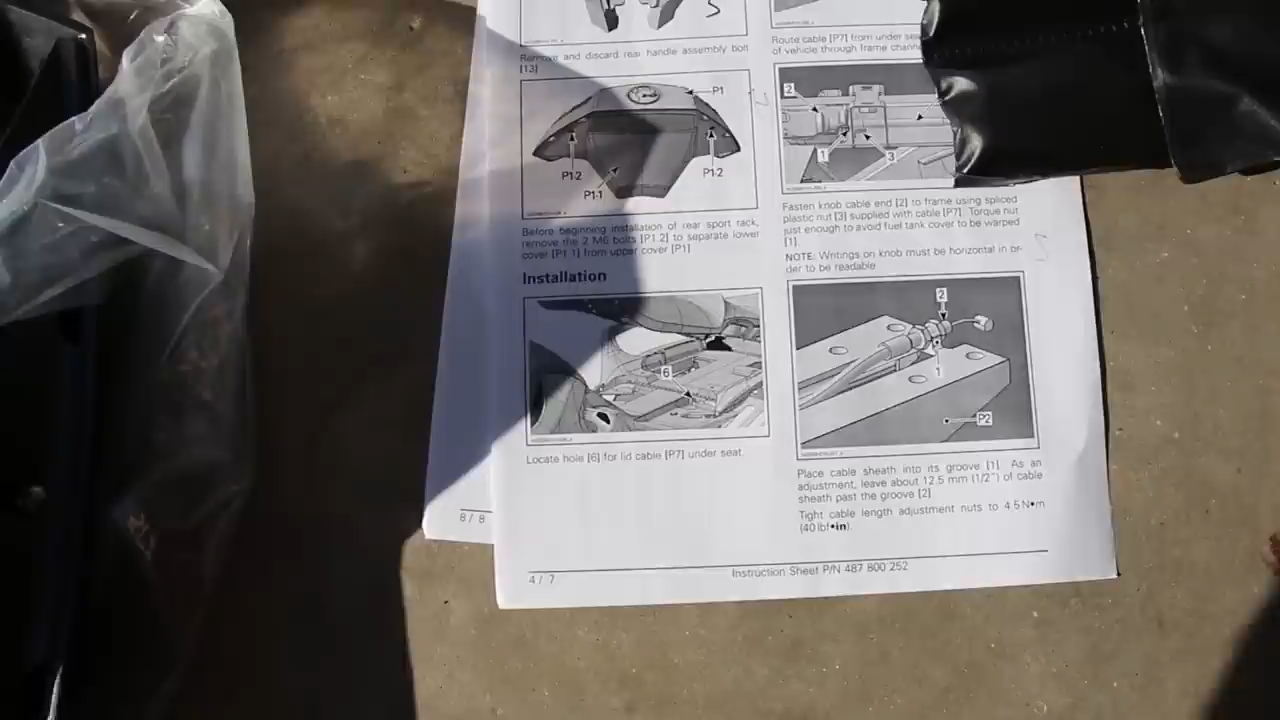 Remove and discard rear handle assembly bolt
[13]
P1
P1-2
P1-2
P1-1
Before beginning installation of rear sport rack,
remove the 2 M6 bolts [P1.2] to separate lower
cover [P1 1] from upper cover [P1]
Installation
6
Locate hole [6] for lid cable [P7] under seat.
8 / 8
4 / 7
Route cable [P7] from under
of vehicle through frame
2
1
3
Fasten knob cable end [2] to frame using spliced
plastic nut [3] supplied with cable [P7]. Torque nut
just enough to avoid fuel tank cover to be warped
[1].
NOTE: Writings on knob must be horizontal in or-
der to be readable
2
1
P2
Place cable sheath into its groove [1]. As an
adjustment, leave about 12.5 mm (1/2") of cable
sheath past the groove [2]
Tight cable length adjustment nuts to 4 5 N•m
(40 lbf•in).
Instruction Sheet P/N 487 800 252